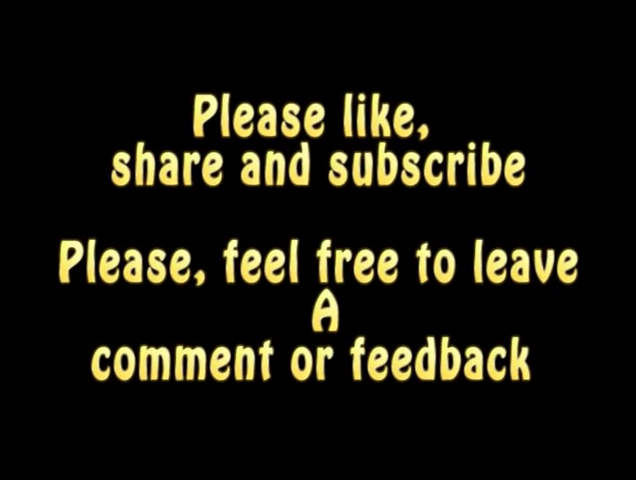 Please like,
share and subscribe
Please, feel free to leave
A
comment or feedback